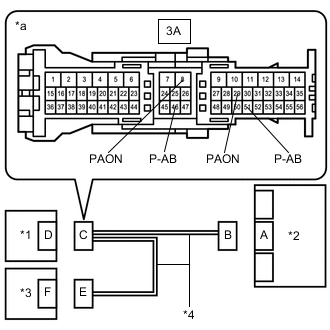 *a
3A
1 2 3 4 5 6 7 8 9 10 11 12 13 14
15 16 17 18 19 20 21 22 23 24 25 26 27 28 29 30 31 32 33 34 35
36 37 38 39 40 41 42 43 44 45 46 47 48 49 50 51 52 53 54 55 56
PAON P-AB PAON P-AB
*1 D C B A *2
*3 F E
*4